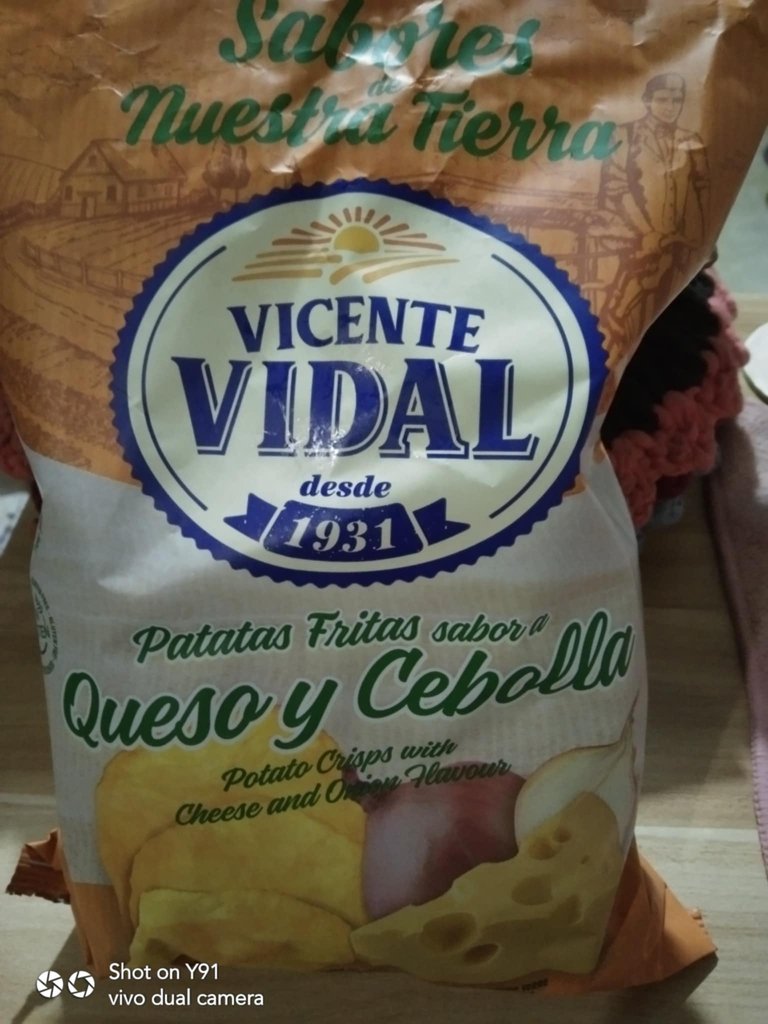 Sabores
de
Nuestra Tierra
VICENTE
VIDAL
desde
1931
Patatas Fritas sabor a
Queso y Cebolla
Potato Crisps with
Cheese and Onion Flavour
Shot on Y91
vivo dual camera